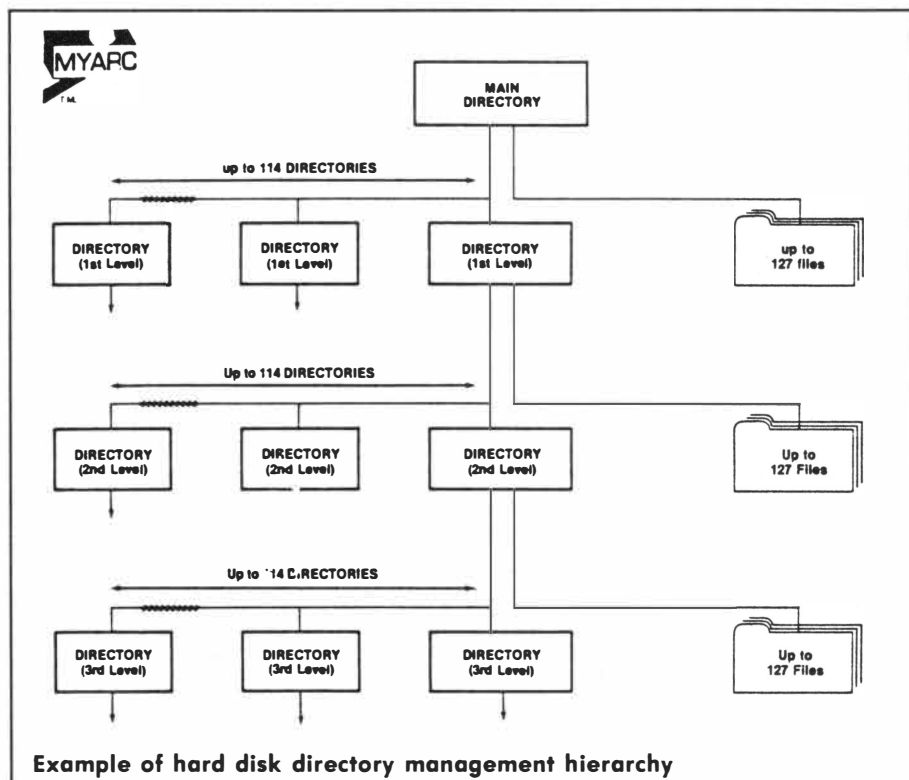 MYARC
T.M.
MAIN
DIRECTORY
up to 114 DIRECTORIES
DIRECTORY
(1st Level)
DIRECTORY
(1st Level)
DIRECTORY
(1st Level)
up to
127 files
Up to 114 DIRECTORIES
DIRECTORY
(2nd Level)
DIRECTORY
(2nd Level)
DIRECTORY
(2nd Level)
Up to
127 Files
Up to 114 DIRECTORIES
DIRECTORY
(3rd Level)
DIRECTORY
(3rd Level)
DIRECTORY
(3rd Level)
Up to
127 Files
Example of hard disk directory management hierarchy